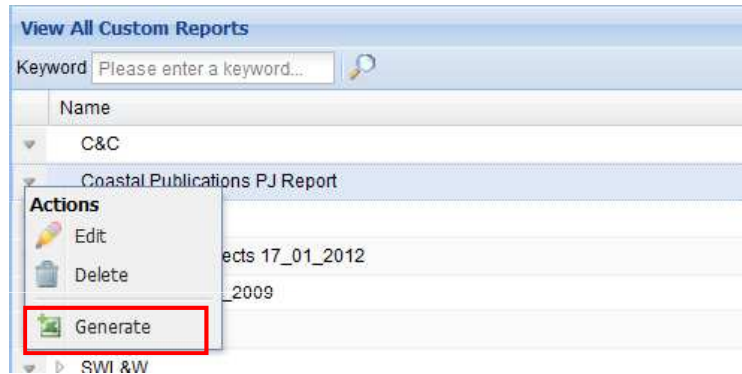 View All Custom Reports
Keyword Please enter a keyword...
Name
C&C
Coastal Publications PJ Report
Actions
Edit
ects 17_01_2012
Delete
_2009
Generate
SWL&W